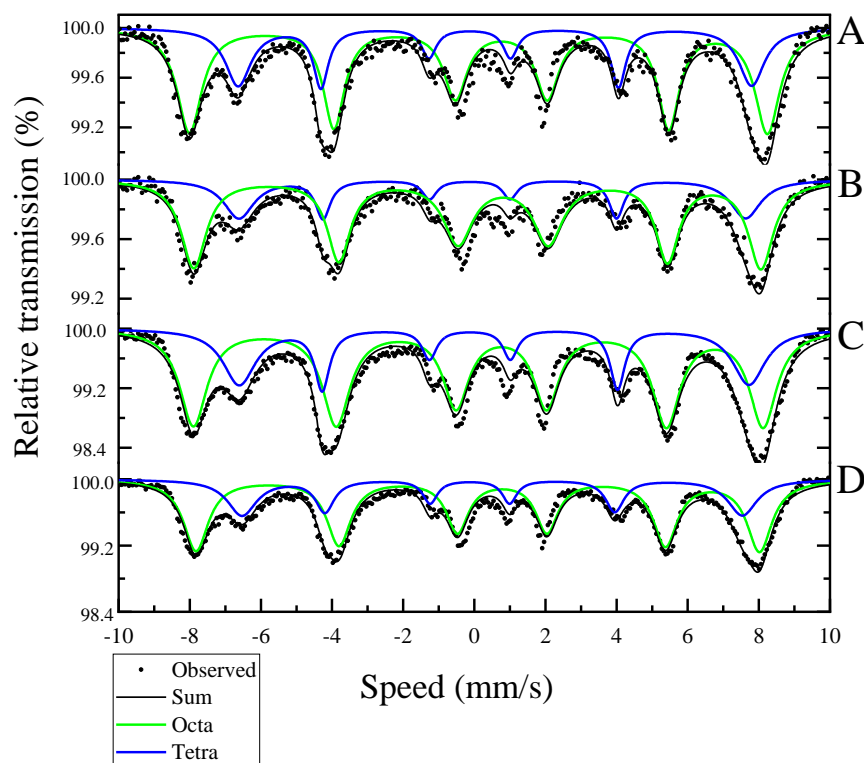 Relative transmission (%)
100.0
99.6
99.2
A
100.0
99.6
99.2
B
100.0
99.2
98.4
C
100.0
99.2
98.4
D
-10 -8 -6 -4 -2 0 2 4 6 8 10
Speed (mm/s)
Observed
Sum
Octa
Tetra